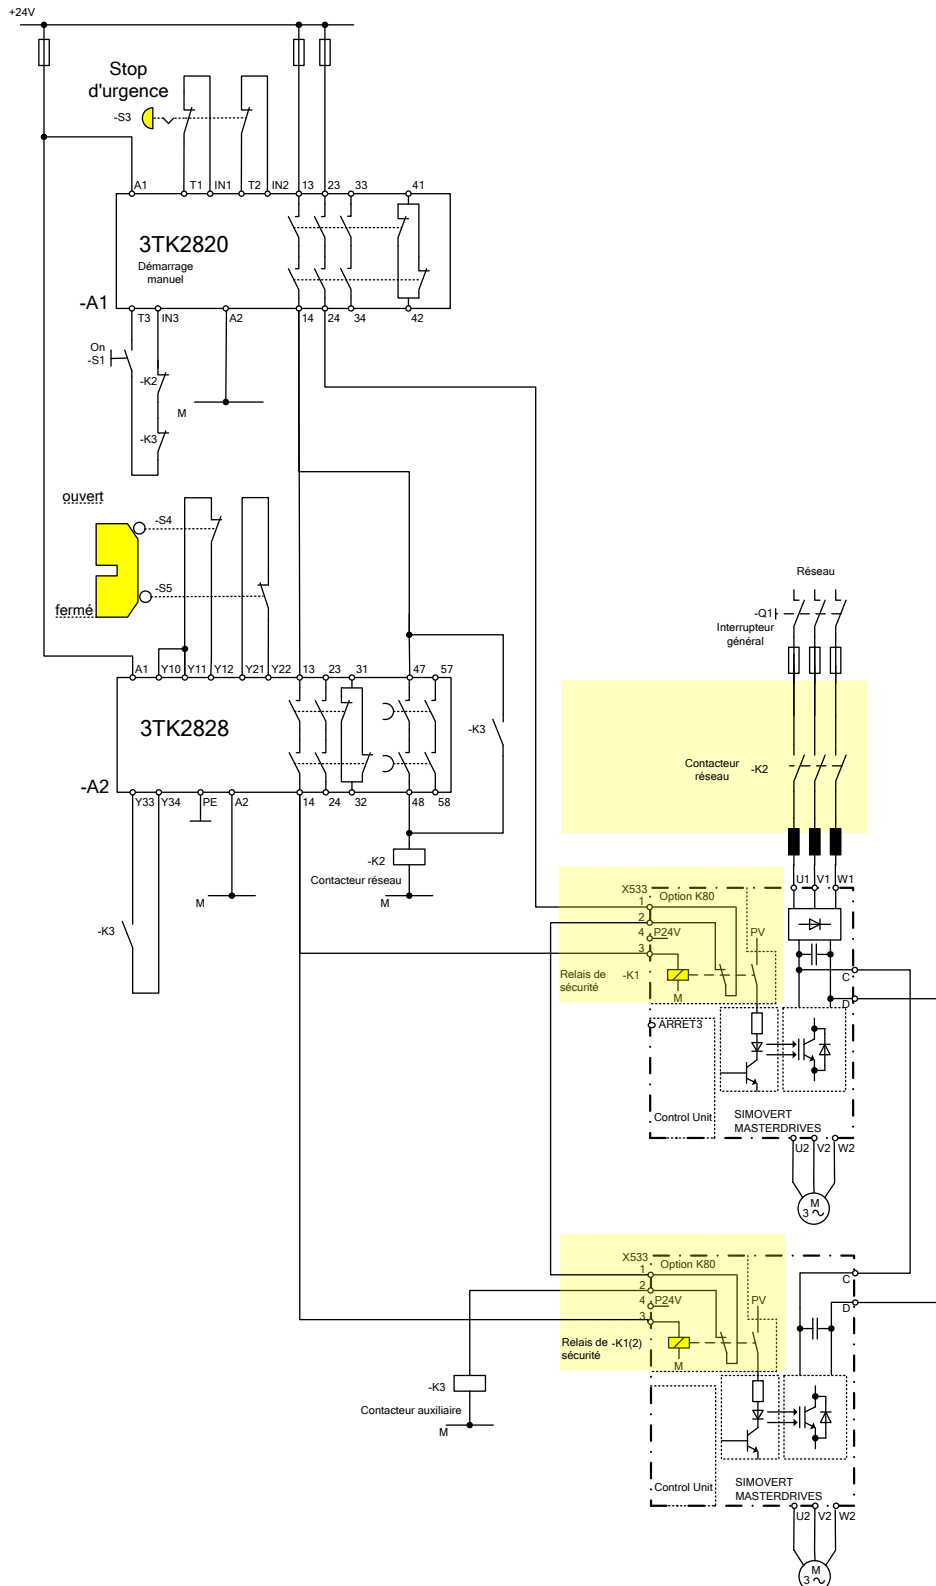 +24V
Stop
d'urgence
-S3
A1 T1 IN1 T2 IN2 13 23 33 41
3TK2820
Démarrage
manuel
-A1
T3 IN3 A2 14 24 34 42
On
-S1
-K2
M
-K3
ouvert
-S4
-S5
fermé
Réseau
-Q1
Interrupteur
général
A1 Y10 Y11 Y12 Y21 Y22 13 23 31 47 57
3TK2828
-K3
-A2
Y33 Y34 PE A2 14 24 32 48 58
Contacteur
réseau
-K2
-K2
Contacteur réseau
M
M
-K3
U1 V1 W1
X533
Option K80
1
2
4 P24V
3
PV
Relais de
sécurité
-K1
M
C
D
ARRET3
Control Unit
SIMOVERT
MASTERDRIVES
U2 V2 W2
M
3
X533
Option K80
1
2
4 P24V
3
PV
Relais de
sécurité
-K1(2)
M
C
D
-K3
Contacteur auxiliaire
M
Control Unit
SIMOVERT
MASTERDRIVES
U2 V2 W2
M
3